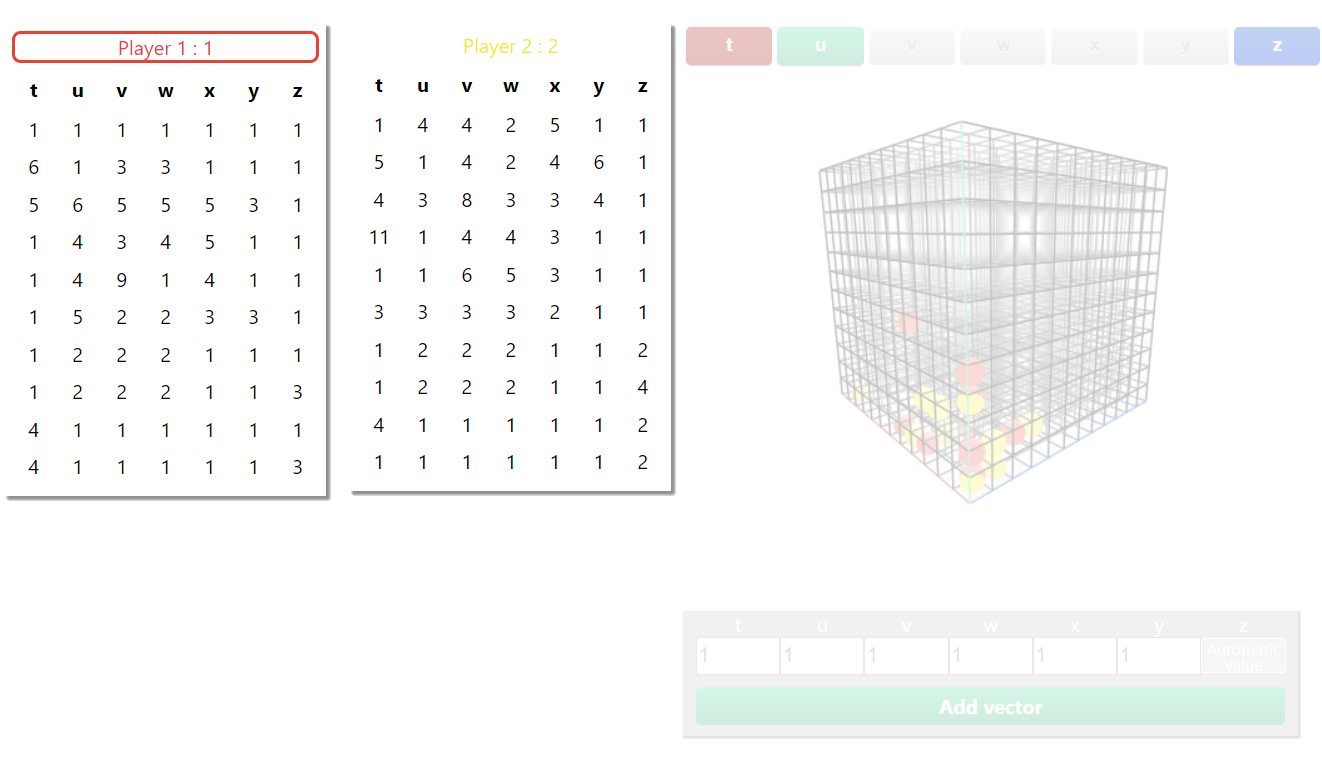 Player 1 : 1
t u v w x y z
1 1 1 1 1 1 1
6 1 3 3 1 1 1
5 6 5 5 5 3 1
1 4 3 4 5 1 1
1 4 9 1 4 1 1
1 5 2 2 3 3 1
1 2 2 2 1 1 1
1 2 2 2 1 1 3
4 1 1 1 1 1 1
4 1 1 1 1 1 3
Player 2 : 2
t u v w x y z
1 4 4 2 5 1 1
5 1 4 2 4 6 1
4 3 8 3 3 4 1
11 1 4 4 3 1 1
1 1 6 5 3 1 1
3 3 3 3 2 1 1
1 2 2 2 1 1 2
1 2 2 2 1 1 4
4 1 1 1 1 1 2
1 1 1 1 1 1 2
t u v w x y z
t u v w x y z
1 1 1 1 1 1 Automatic
Value
Add vector